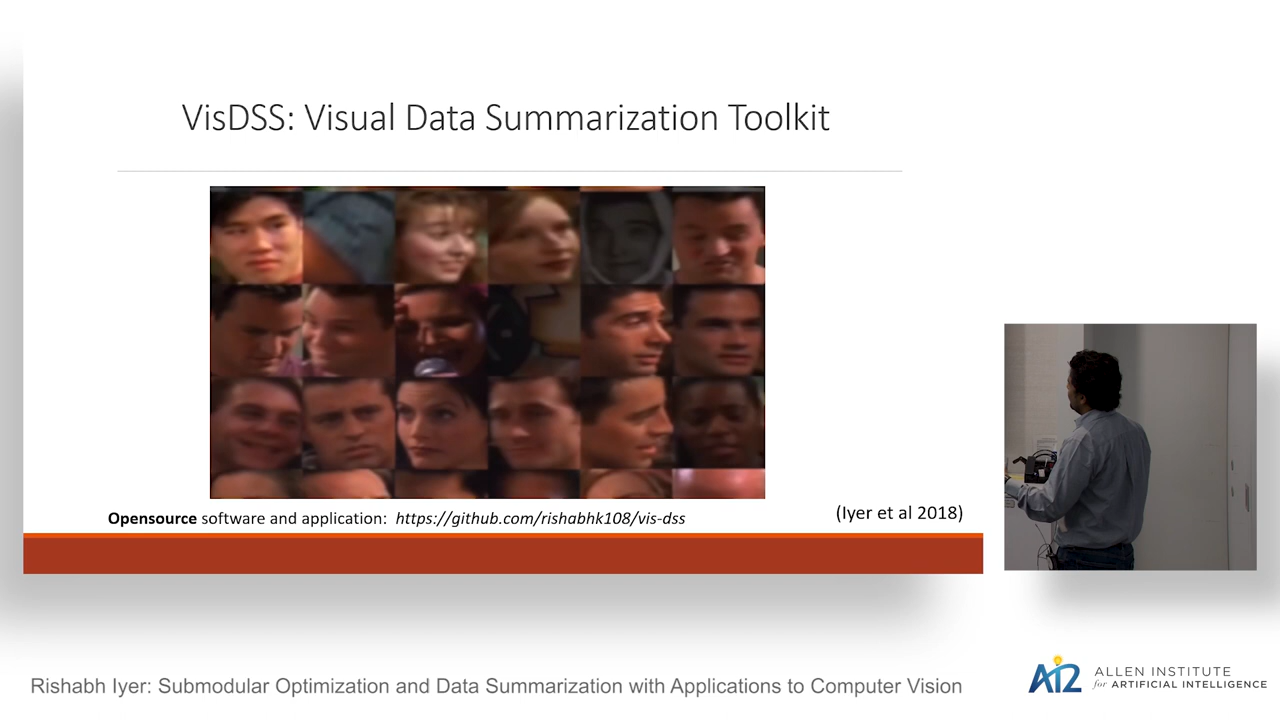 VisDSS: Visual Data Summarization Toolkit
Opensource software and application: https://github.com/rishabhk108/vis-dss
(Iyer et al 2018)
Rishabh Iyer: Submodular Optimization and Data Summarization with Applications to Computer Vision
AI2 ALLEN INSTITUTE
for ARTIFICIAL INTELLIGENCE